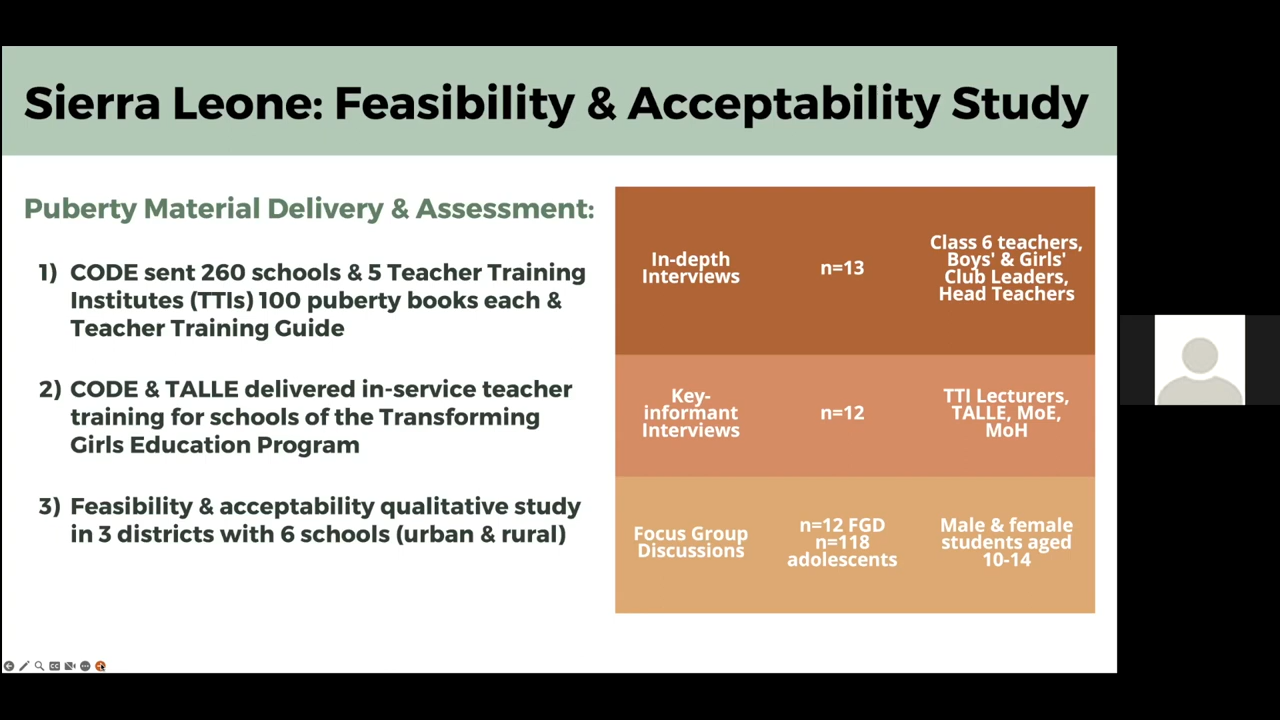 Sierra Leone: Feasibility & Acceptability Study
Puberty Material Delivery & Assessment:
1) CODE sent 260 schools & 5 Teacher Training
Institutes (TTIs) 100 puberty books each &
Teacher Training Guide
2) CODE & TALLE delivered in-service teacher
training for schools of the Transforming
Girls Education Program
3) Feasibility & acceptability qualitative study
in 3 districts with 6 schools (urban & rural)
In-depth
Interviews
n=13
Class 6 teachers,
Boys' & Girls'
Club Leaders,
Head Teachers
Key-
informant
Interviews
n=12
TTI Lecturers,
TALLE, MoE,
MoH
Focus Group
Discussions
n=12 FGD
n=118
adolescents
Male & female
students aged
10-14